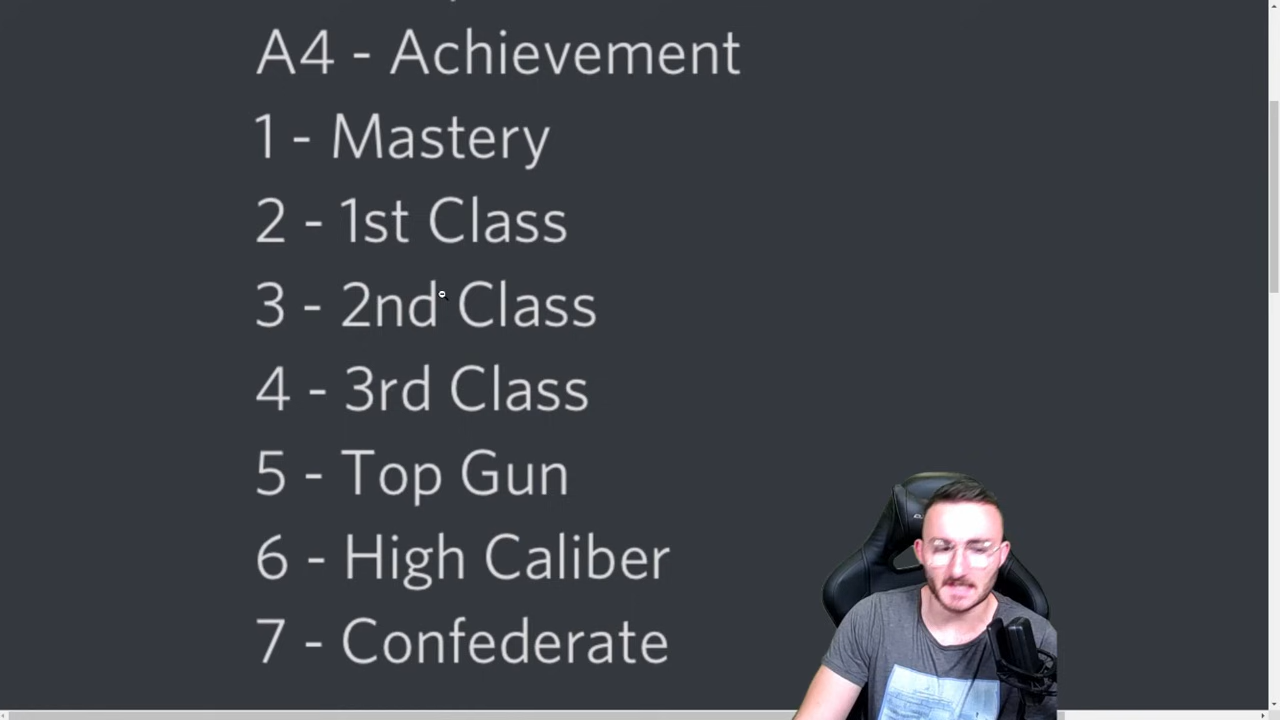 A4 - Achievement
1 - Mastery
2 - 1st Class
3 - 2nd Class
4 - 3rd Class
5 - Top Gun
6 - High Caliber
7 - Confederate